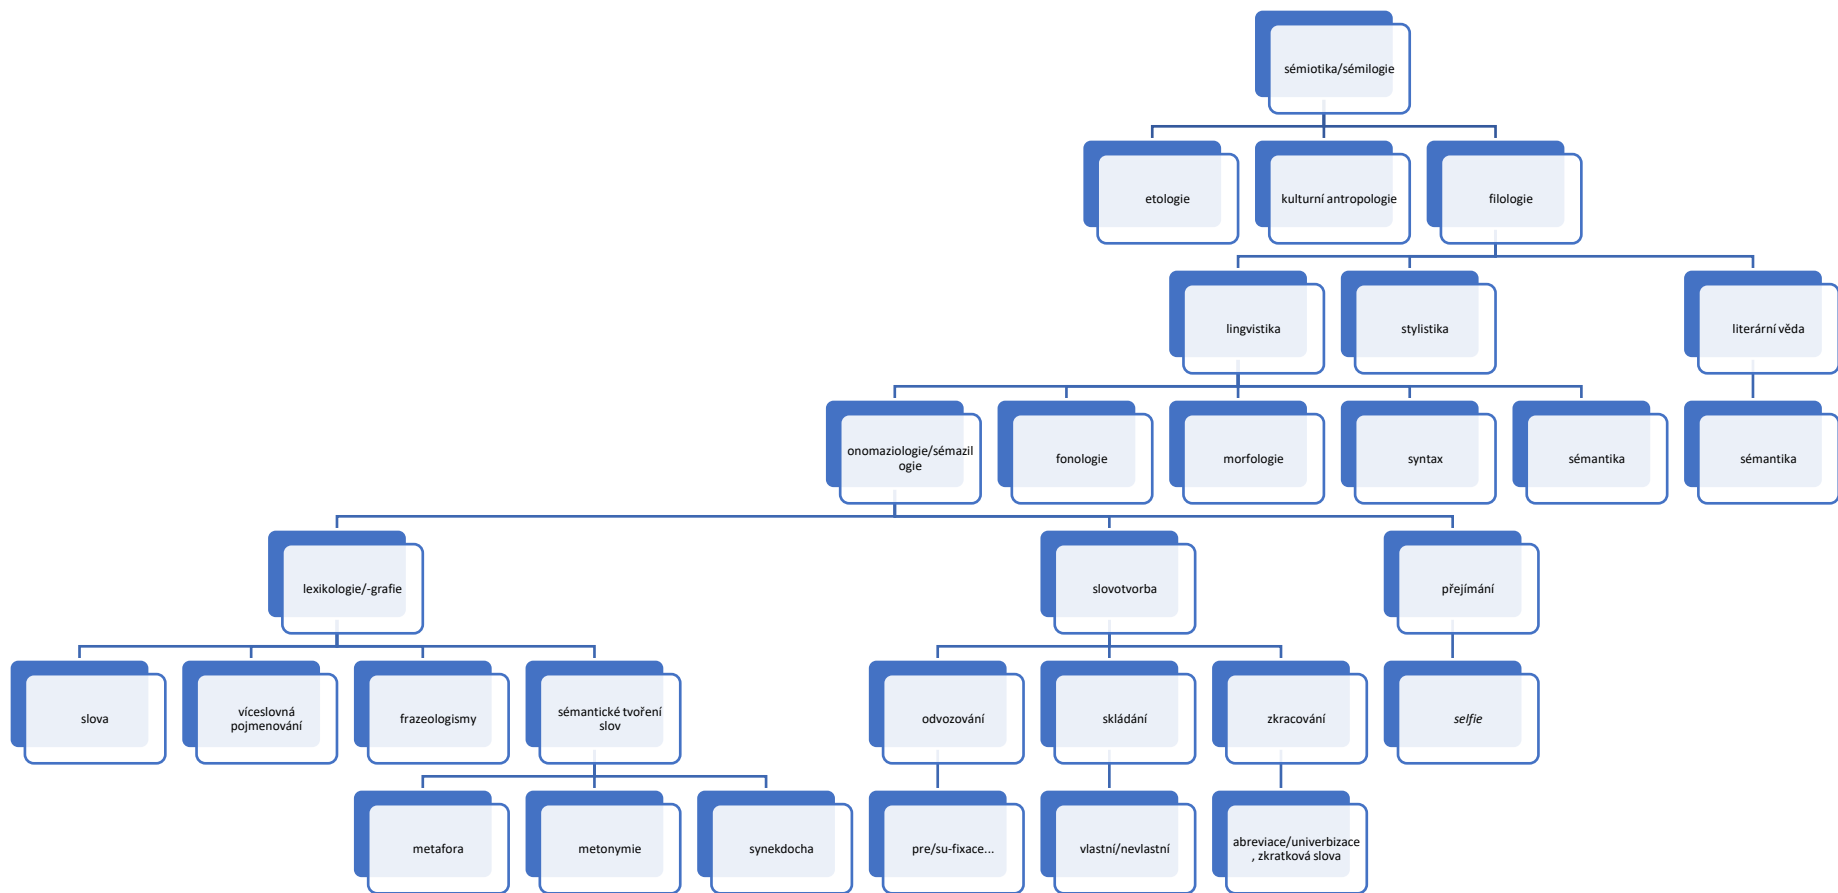 sémiotika/sémilogie
etologie
kulturní antropologie
filologie
lingvistika
stylistika
literární věda
onomaziologie/sémazil
ogie
fonologie
morfologie
syntax
sémantika
sémantika
lexikologie/-grafie
slovotvorba
přejímání
slova
víceslovná
pojmenování
frazeologismy
sémantické tvoření
slov
odvozování
skládání
zkracování
selfie
metafora
metonymie
synekdocha
pre/su-fixace...
vlastní/nevlastní
abreviace/univerbizace
, zkratková slova